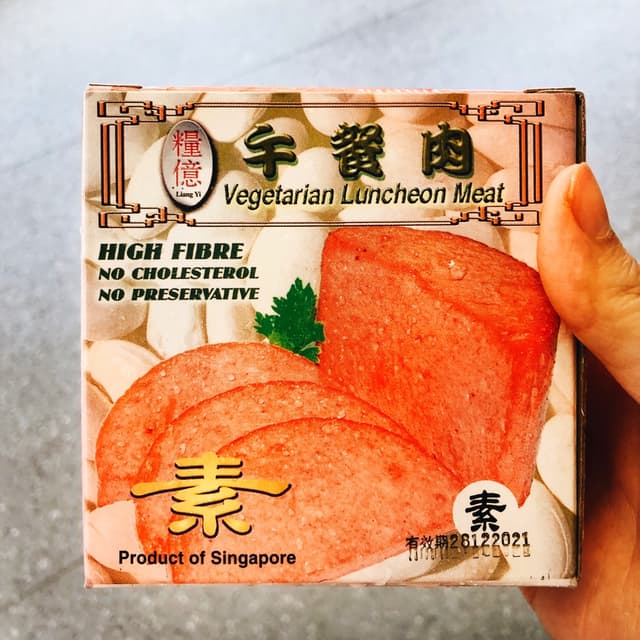 糧億
Liang Yi
午餐肉
Vegetarian Luncheon Meat
HIGH FIBRE
NO CHOLESTEROL
NO PRESERVATIVE
素
Product of Singapore
素
有效期26122021